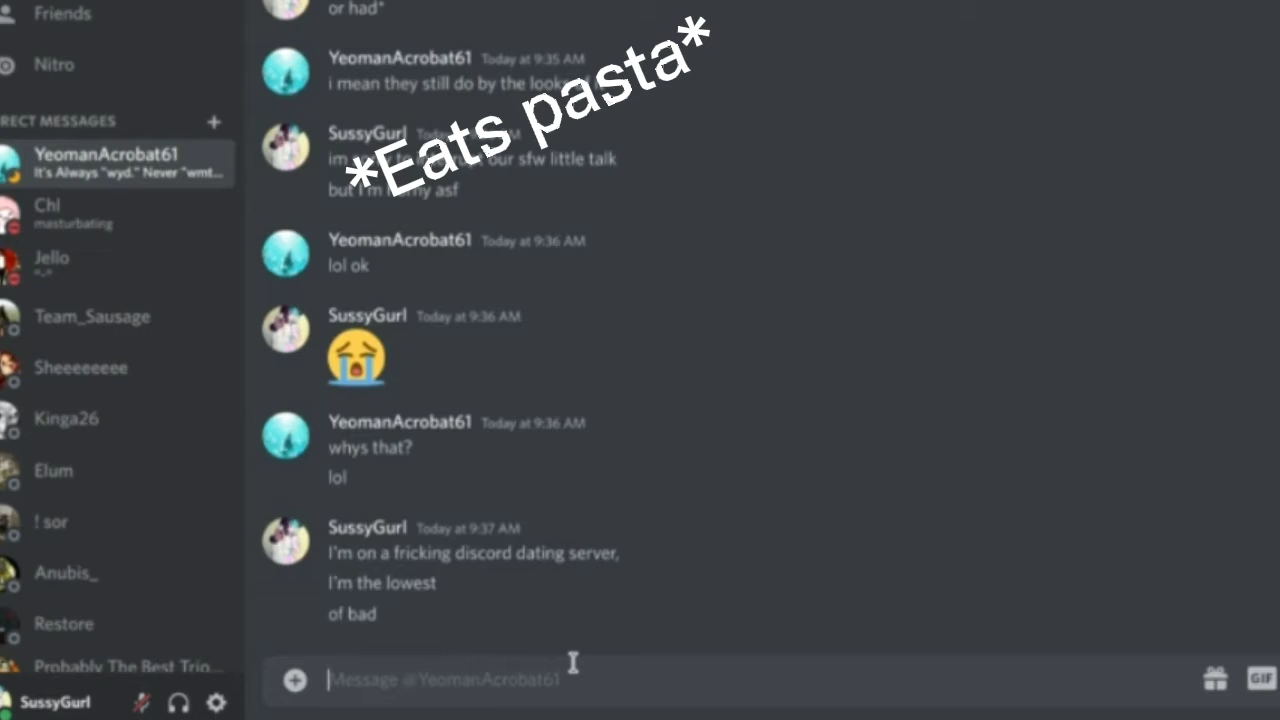 Friends
Nitro
RECT MESSAGES +
YeomanAcrobat61
It's Always "wyd." Never "wmt...
Chl
masturbating
Jello
^-^
Team_Sausage
Sheeeeeeee
Kinga26
Elum
! sor
Anubis_
Restore
Probably The Best Trio...
SussyGurl
or had*
YeomanAcrobat61 Today at 9:35 AM
i mean they still do by the looks
*Eats pasta*
SussyGurl
our sfw little talk
but I'm asf
YeomanAcrobat61 Today at 9:36 AM
lol ok
SussyGurl Today at 9:36 AM
YeomanAcrobat61 Today at 9:36 AM
whys that?
lol
SussyGurl Today at 9:37 AM
I'm on a fricking discord dating server,
I'm the lowest
of bad
Message @YeomanAcrobat61
GIF